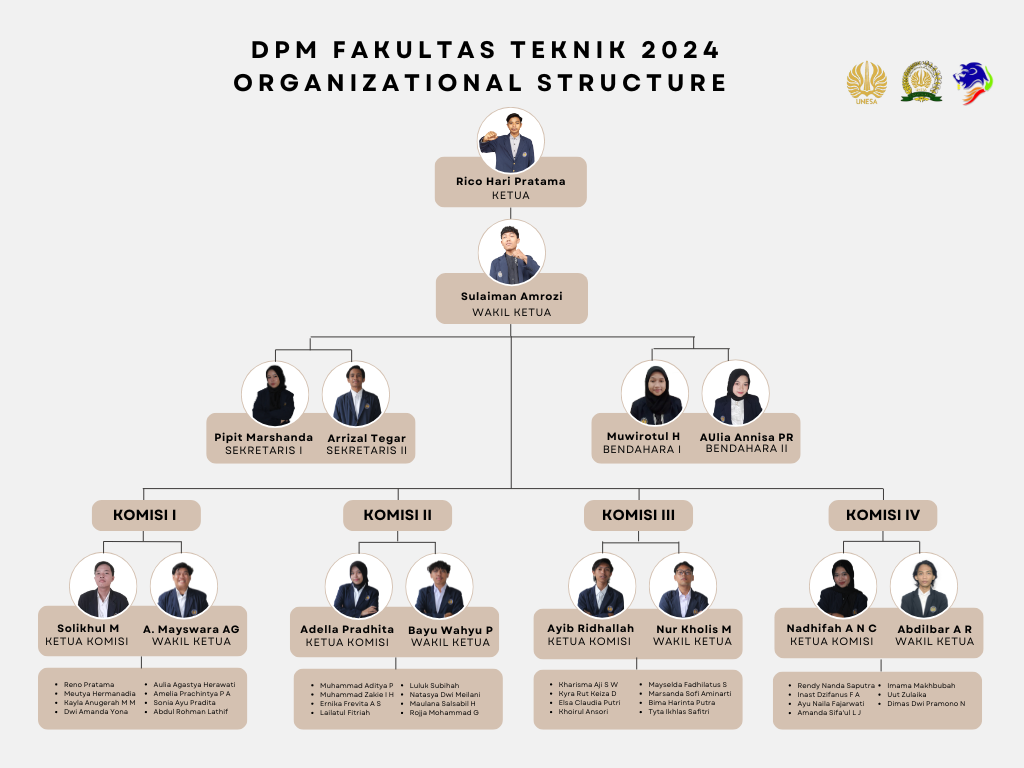 DPM FAKULTAS TEKNIK 2024
ORGANIZATIONAL STRUCTURE
UNESA
Rico Hari Pratama
KETUA
Sulaiman Amrozi
WAKIL KETUA
Pipit Marshanda
SEKRETARIS I
Arrizal Tegar
SEKRETARIS II
Muwirotul H
BENDAHARA I
AUlia Annisa PR
BENDAHARA II
KOMISI I
Solikhul M
KETUA KOMISI
A. Mayswara AG
WAKIL KETUA
Reno Pratama
Meutya Hermanadia
Kayla Anugerah M M
Dwi Amanda Yona
Aulia Agastya Herawati
Amelia Prachintya P A
Sonia Ayu Pradita
Abdul Rohman Lathif
KOMISI II
Adella Pradhita
KETUA KOMISI
Bayu Wahyu P
WAKIL KETUA
Muhammad Aditya P
Muhammad Zakie I H
Ernika Frevita A S
Lailatul Fitriah
Luluk Subihah
Natasya Dwi Meilani
Maulana Salsabil H
Rojja Mohammad G
KOMISI III
Ayib Ridhallah
KETUA KOMISI
Nur Kholis M
WAKIL KETUA
Kharisma Aji S W
Kyra Rut Keiza D
Elsa Claudia Putri
Khoirul Ansori
Mayselda Fadhilatus S
Marsanda Sofi Aminarti
Bima Harinta Putra
Tyta Ikhlas Safitri
KOMISI IV
Nadhifah A N C
KETUA KOMISI
Abdilbar A R
WAKIL KETUA
Rendy Nanda Saputra
Inast Dzifanus F A
Ayu Naila Fajarwati
Amanda Sifa'ul L J
Imama Makhbubah
Uut Zulaika
Dimas Dwi Pramono N